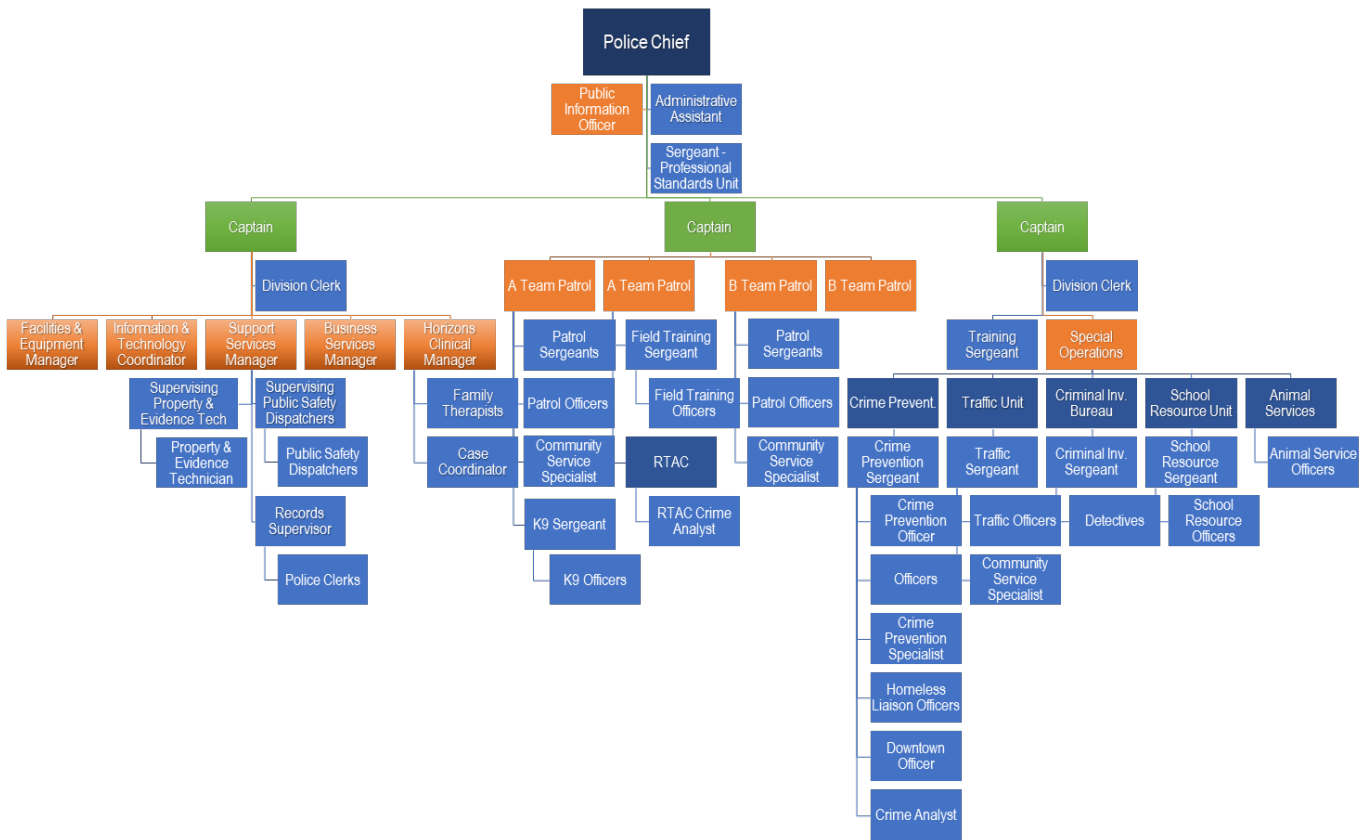 Police Chief
Public
Information
Officer
Administrative
Assistant
Sergeant -
Professional
Standards Unit
Captain
Captain
Captain
Division Clerk
A Team Patrol
A Team Patrol
B Team Patrol
B Team Patrol
Division Clerk
Facilities &
Equipment
Manager
Information &
Technology
Coordinator
Support
Services
Manager
Business
Services
Manager
Horizons
Clinical
Manager
Patrol
Sergeants
Field Training
Sergeant
Patrol
Sergeants
Training
Sergeant
Special
Operations
Supervising
Property &
Evidence Tech
Supervising
Public Safety
Dispatchers
Family
Therapists
Patrol Officers
Field Training
Officers
Patrol Officers
Crime Prevent.
Traffic Unit
Criminal Inv.
Bureau
School
Resource Unit
Animal
Services
Property &
Evidence
Technician
Public Safety
Dispatchers
Case
Coordinator
Community
Service
Specialist
RTAC
Community
Service
Specialist
Crime
Prevention
Sergeant
Traffic
Sergeant
Criminal Inv.
Sergeant
School
Resource
Sergeant
Animal Service
Officers
Records
Supervisor
K9 Sergeant
RTAC Crime
Analyst
Crime
Prevention
Officer
Traffic Officers
Detectives
School
Resource
Officers
Police Clerks
K9 Officers
Officers
Community
Service
Specialist
Crime
Prevention
Specialist
Homeless
Liaison Officers
Downtown
Officer
Crime Analyst